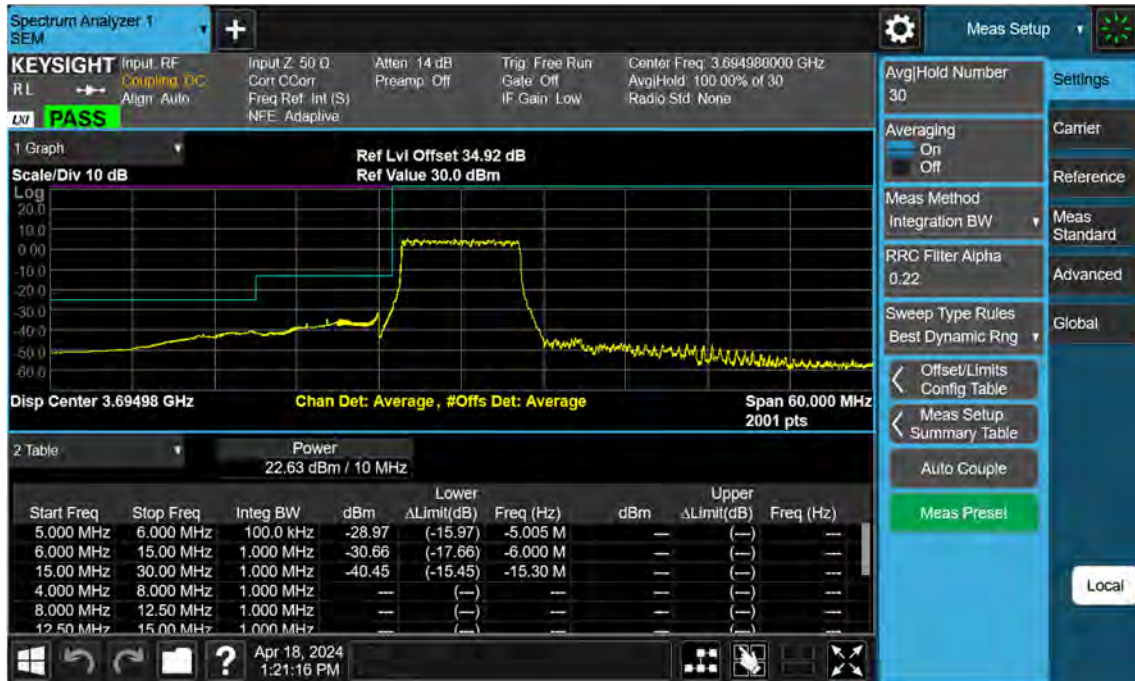 Spectrum Analyzer 1
SEM
Meas Setup
KEYSIGHT
Input: RF
Coupling: DC
Align: Auto
Input Z: 50 Ω
Corr CCorr
Freq Ref: Int (S)
NFE: Adaptive
Atten: 14 dB
Preamp: Off
Trig: Free Run
Gate: Off
IF Gain: Low
Center Freq: 3.694980000 GHz
Avg|Hold: 100.00% of 30
Radio Std: None
R L
LXI
PASS
1 Graph
Scale/Div 10 dB
Ref Lvl Offset 34.92 dB
Ref Value 30.0 dBm
Log
20.0
10.0
0.00
-10.0
-20.0
-30.0
-40.0
-50.0
-60.0
Disp Center 3.69498 GHz
Chan Det: Average , #Offs Det: Average
Span 60.000 MHz
2001 pts
2 Table
Power
22.63 dBm / 10 MHz
Lower Upper
Start Freq Stop Freq Integ BW dBm ΔLimit(dB) Freq (Hz) dBm ΔLimit(dB) Freq (Hz)
5.000 MHz 6.000 MHz 100.0 kHz -28.97 (-15.97) -5.005 M --- (---) ---
6.000 MHz 15.00 MHz 1.000 MHz -30.66 (-17.66) -6.000 M --- (---) ---
15.00 MHz 30.00 MHz 1.000 MHz -40.45 (-15.45) -15.30 M --- (---) ---
4.000 MHz 8.000 MHz 1.000 MHz --- (---) --- --- (---) ---
8.000 MHz 12.50 MHz 1.000 MHz --- (---) --- --- (---) ---
12.50 MHz 15.00 MHz 1.000 MHz --- (---) --- --- (---) ---
?
Apr 18, 2024
1:21:16 PM
Avg|Hold Number
30
Averaging
On
Off
Meas Method
Integration BW
RRC Filter Alpha
0.22
Sweep Type Rules
Best Dynamic Rng
Offset/Limits
Config Table
Meas Setup
Summary Table
Auto Couple
Meas Preset
Settings
Carrier
Reference
Meas
Standard
Advanced
Global
Local